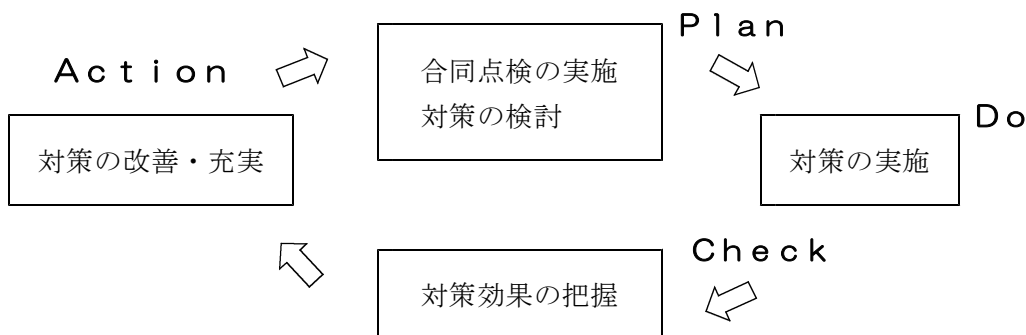 Plan
合同点検の実施
対策の検討
Do
対策の実施
Check
対策効果の把握
Action
対策の改善・充実